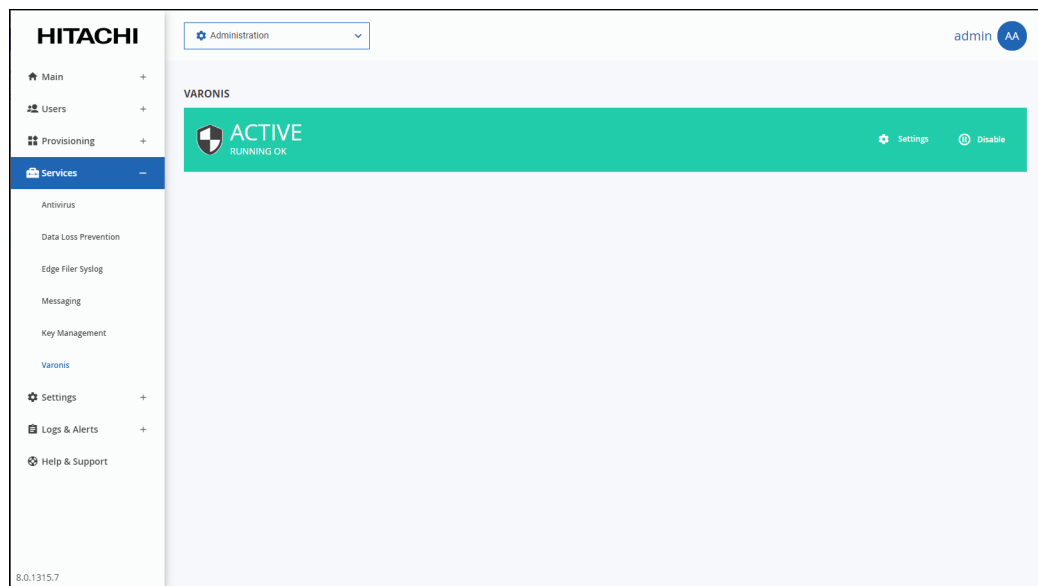 HITACHI
Administration
admin AA
Main
Users
Provisioning
Services
Antivirus
Data Loss Prevention
Edge Filer Syslog
Messaging
Key Management
Varonis
Settings
Logs & Alerts
Help & Support
8.0.1315.7
VARONIS
ACTIVE
RUNNING OK
Settings
Disable